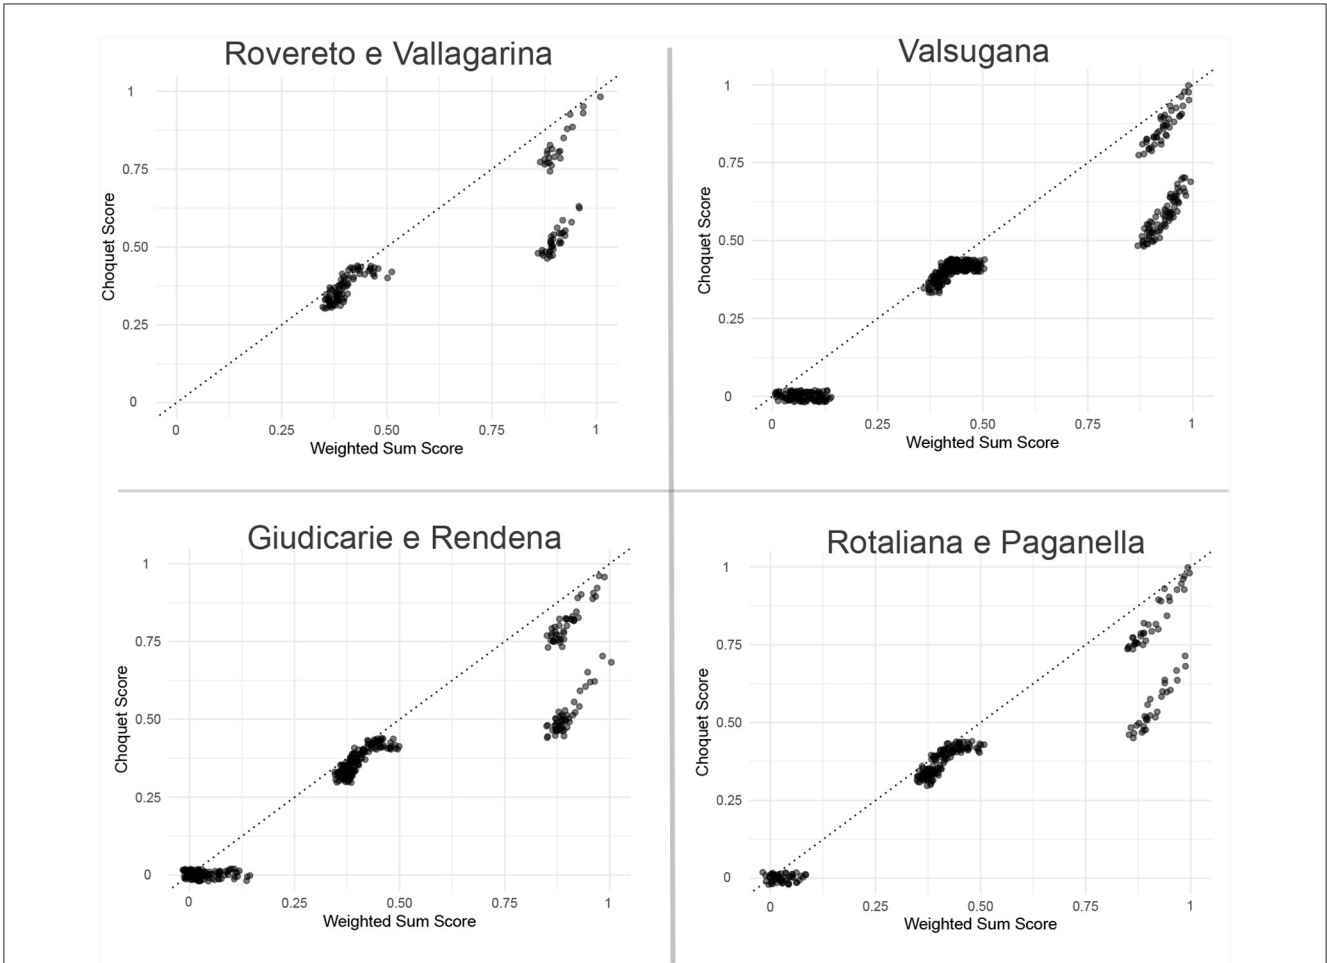 Rovereto e Vallagarina
1
0.75
0.50
0.25
0
Choquet Score
0 0.25 0.50 0.75 1
Weighted Sum Score
Valsugana
1
0.75
0.50
0.25
0
Choquet Score
0 0.25 0.50 0.75 1
Weighted Sum Score
Giudicarie e Rendena
1
0.75
0.50
0.25
0
Choquet Score
0 0.25 0.50 0.75 1
Weighted Sum Score
Rotaliana e Paganella
1
0.75
0.50
0.25
0
Choquet Score
0 0.25 0.50 0.75 1
Weighted Sum Score